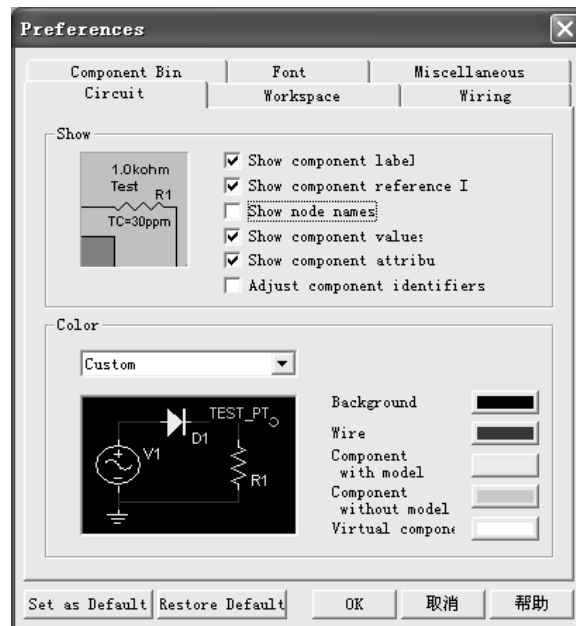 Preferences
Component Bin Font Miscellaneous
Circuit Workspace Wiring
Show
1.0kohm
Test
R1
TC=30ppm
Show component label
Show component reference I
Show node names
Show component values
Show component attribu
Adjust component identifiers
Color
Custom
TEST_PT
D1
V1
R1
Background
Wire
Component
with model
Component
without model
Virtual compone
Set as Default Restore Default OK 取消 帮助